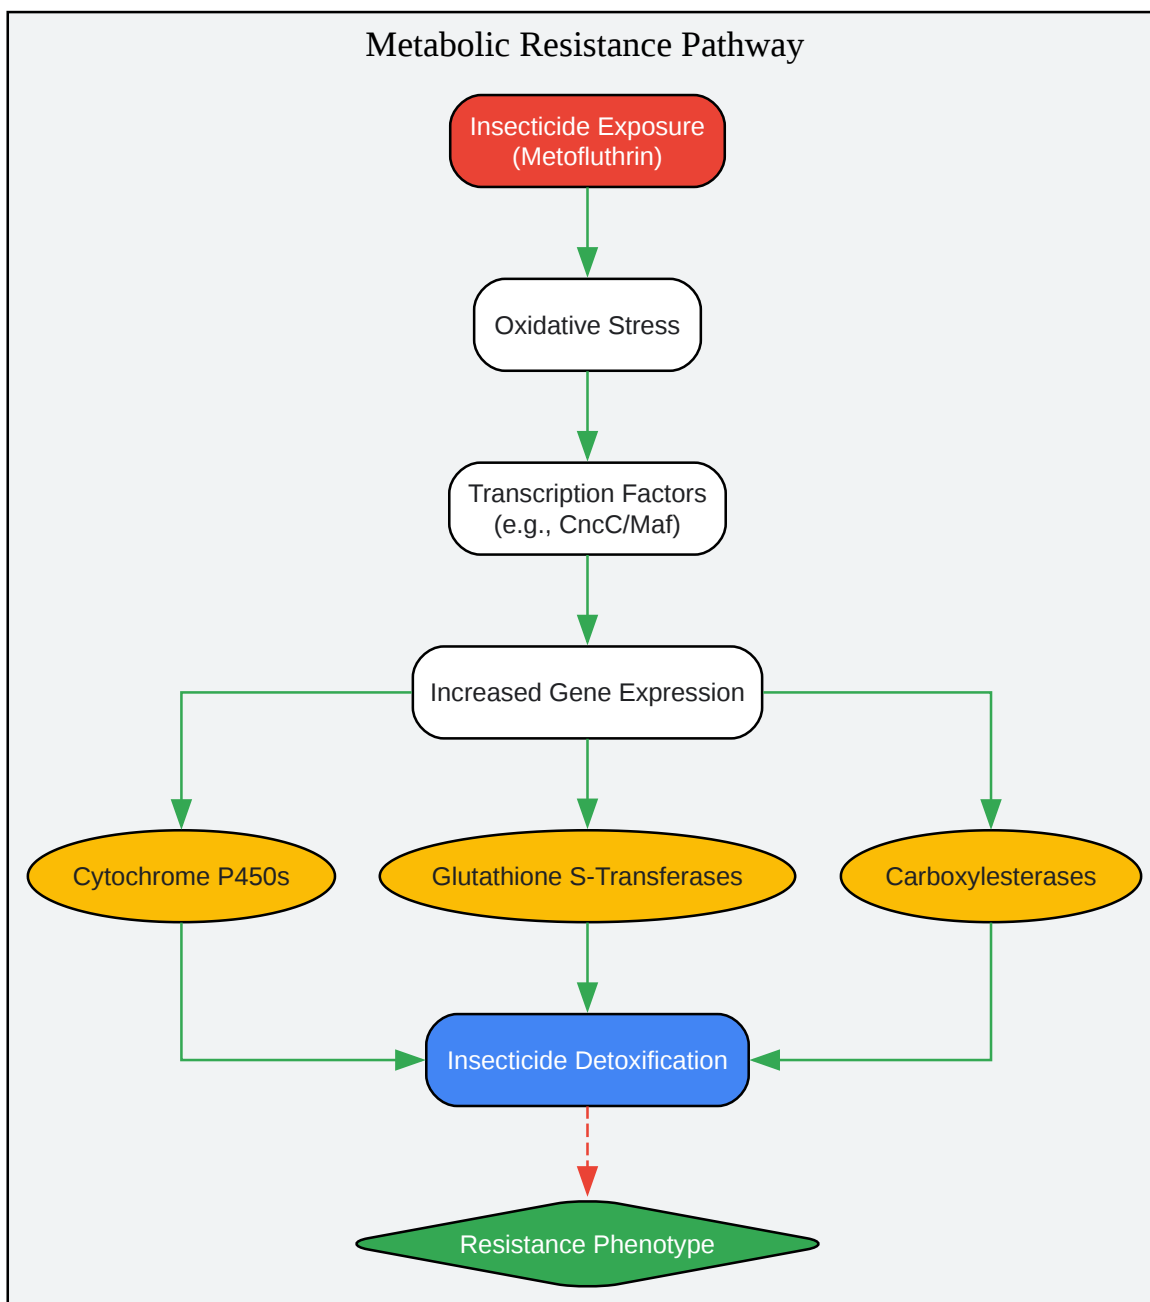 Metabolic Resistance Pathway
Insecticide Exposure
(Metofluthrin)
Oxidative Stress
Transcription Factors
(e.g., CncC/Maf)
Increased Gene Expression
Cytochrome P450s
Glutathione S-Transferases
Carboxylesterases
Insecticide Detoxification
Resistance Phenotype